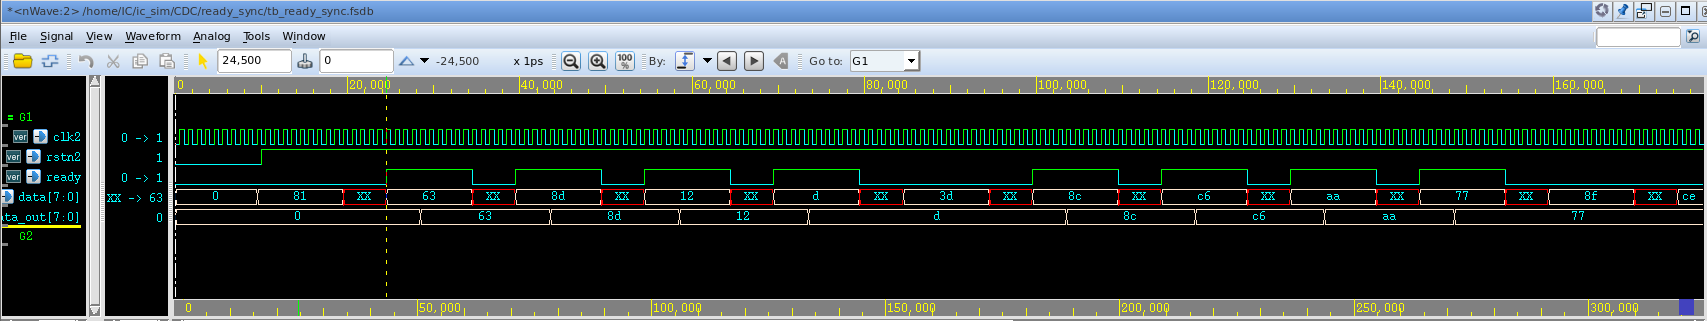 *<nWave:2> /home/IC/ic_sim/CDC/ready_sync/tb_ready_sync.fsdb
File Signal View Waveform Analog Tools Window
24,500 0 -24,500 x 1ps 100% By: Go to: G1
0 20,000 40,000 60,000 80,000 100,000 120,000 140,000 160,000
= G1
ver clk2 0 -> 1
ver rstn2 1
ver ready 0 -> 1
data[7:0] XX -> 63 0 81 XX 63 XX 8d XX 12 XX d XX 3d XX 8c XX c6 XX aa XX 77 XX 8f XX ce
ata_out[7:0] 0 0 63 8d 12 d 8c c6 aa 77
G2
0 50,000 100,000 150,000 200,000 250,000 300,000